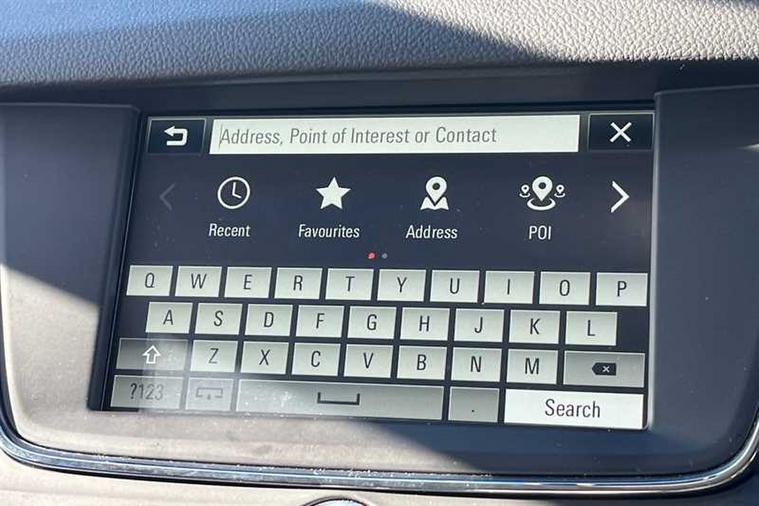 Address, Point of Interest or Contact
Recent Favourites Address POI
Q W E R T Y U I O P
A S D F G H J K L
Z X C V B N M
?123 . Search